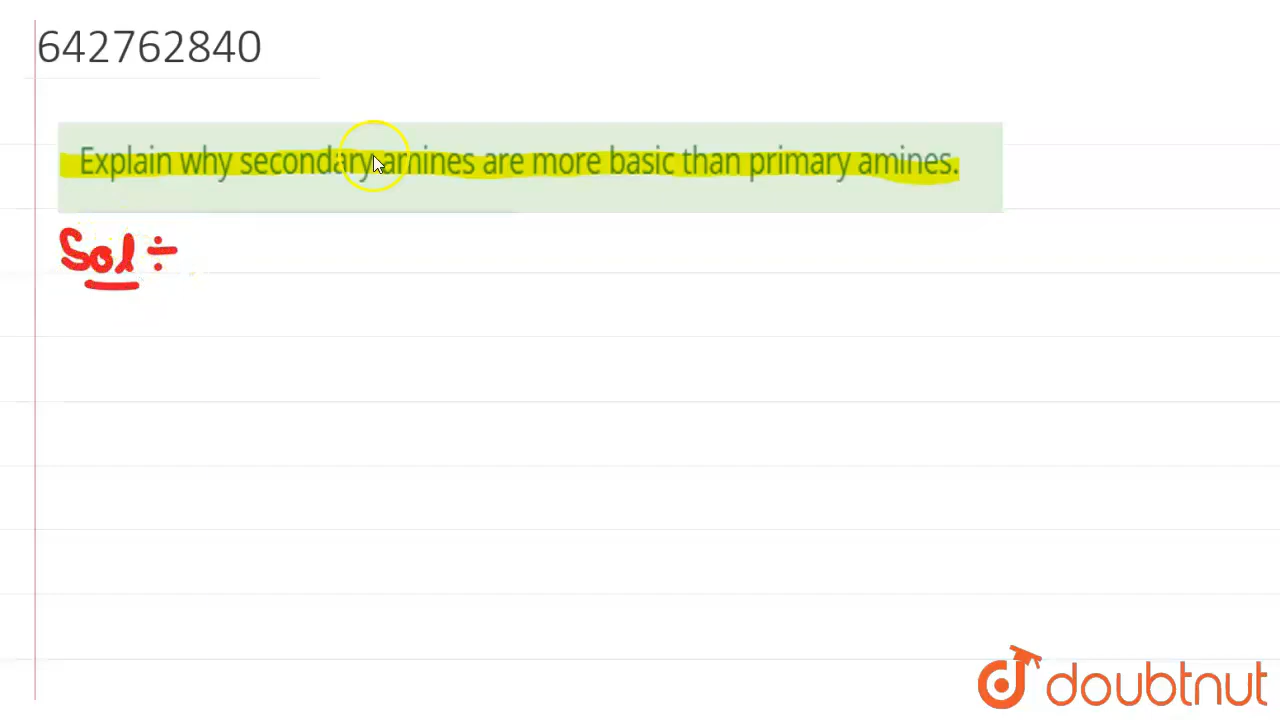 642762840
Explain why secondary amines are more basic than primary amines.
Sol ÷
doubtnut